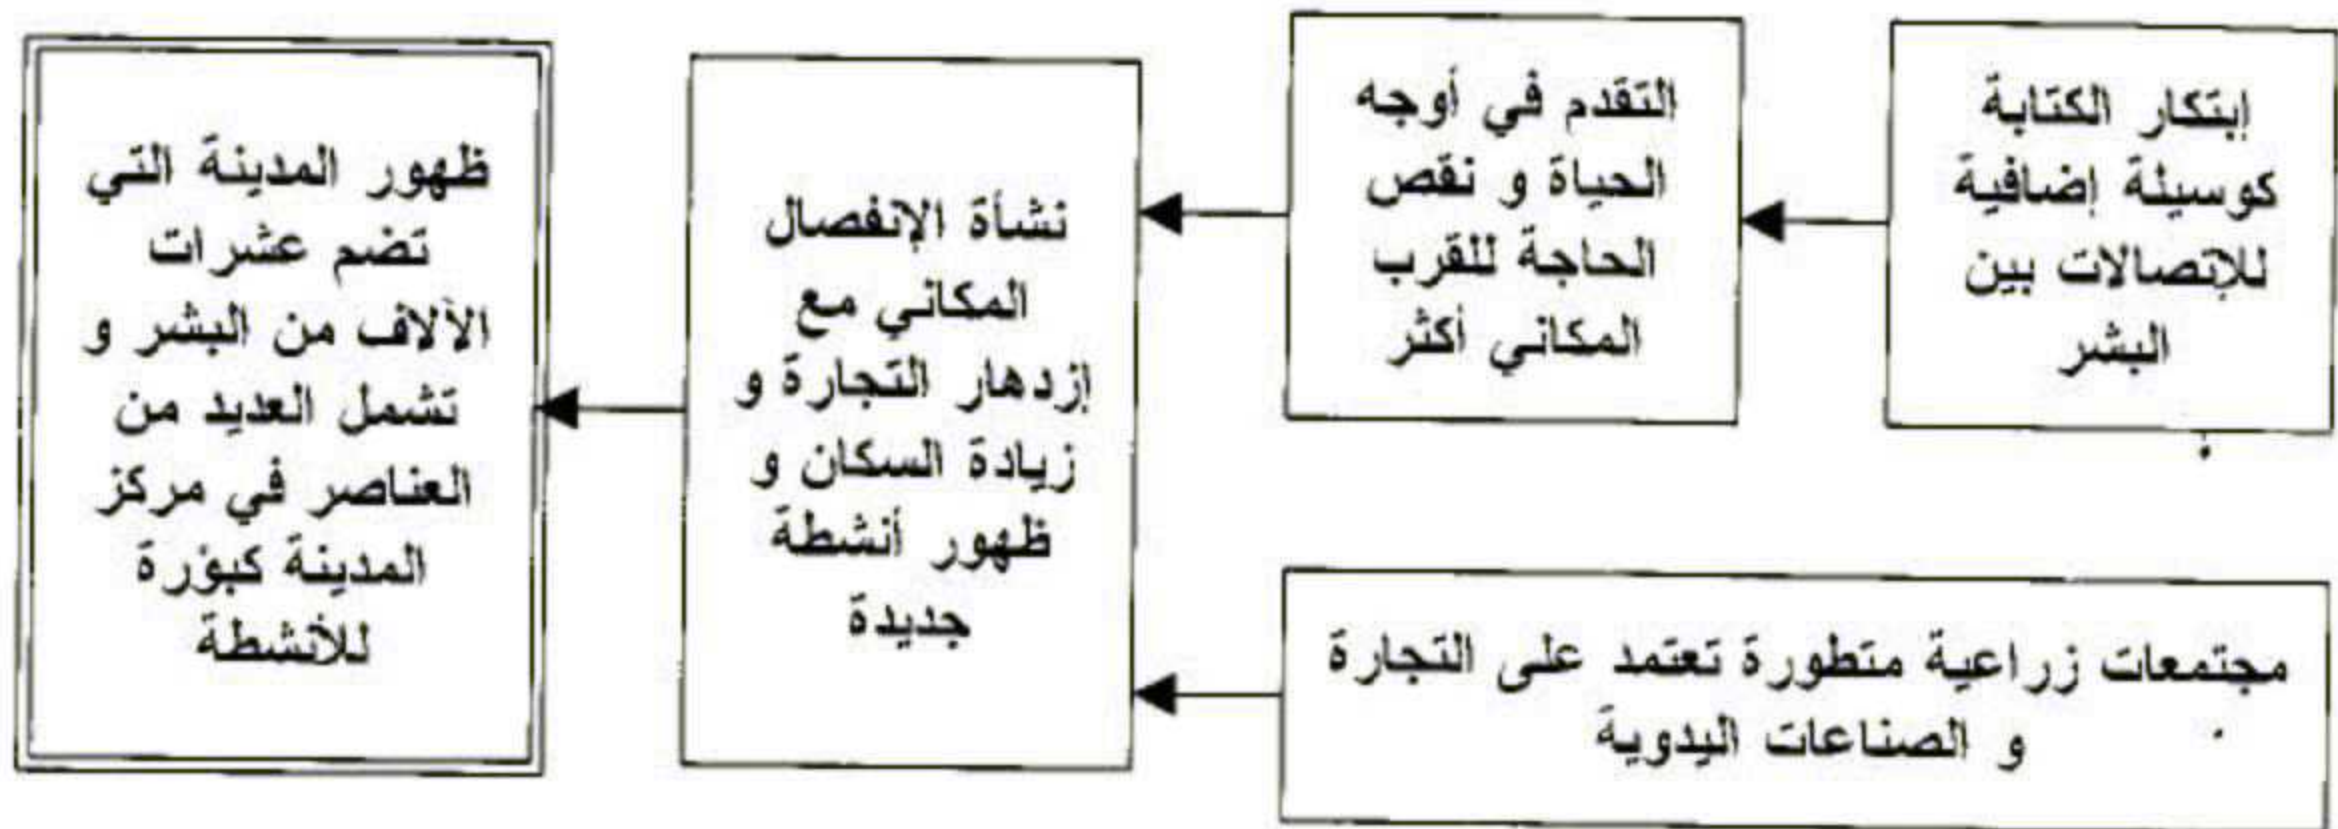 إبتكار الكتابة
كوسيلة إضافية
للإتصالات بين
البشر
التقدم في أوجه
الحياة و نقص
الحاجة للقرب
المكاني أكثر
مجتمعات زراعية متطورة تعتمد على التجارة
و الصناعات اليدوية
نشأة الإنفصال
المكاني مع
إزدهار التجارة و
زيادة السكان و
ظهور أنشطة
جديدة
ظهور المدينة التي
تضم عشرات
الألاف من البشر و
تشمل العديد من
العناصر في مركز
المدينة كبؤرة
للأنشطة